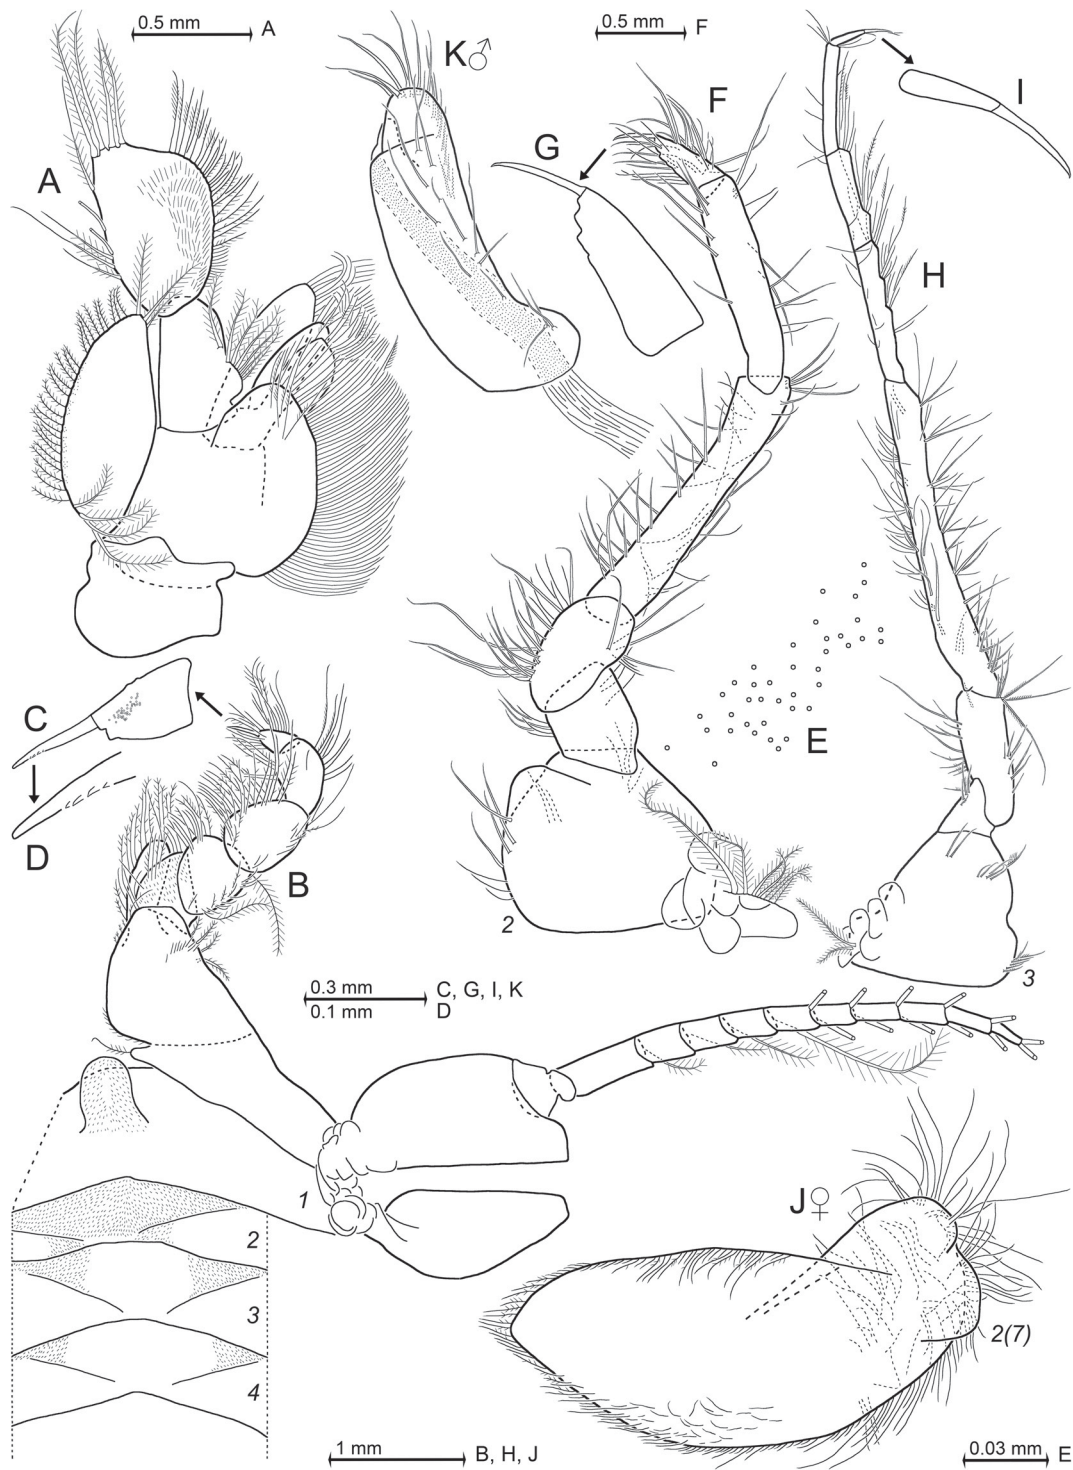 0.5 mm A
0.5 mm F
K♂
F
I
G
A
H
C
E
D
B
2
3
0.3 mm C, G, I, K
0.1 mm D
1
J♀
2
3
2(7)
4
1 mm B, H, J
0.03 mm E